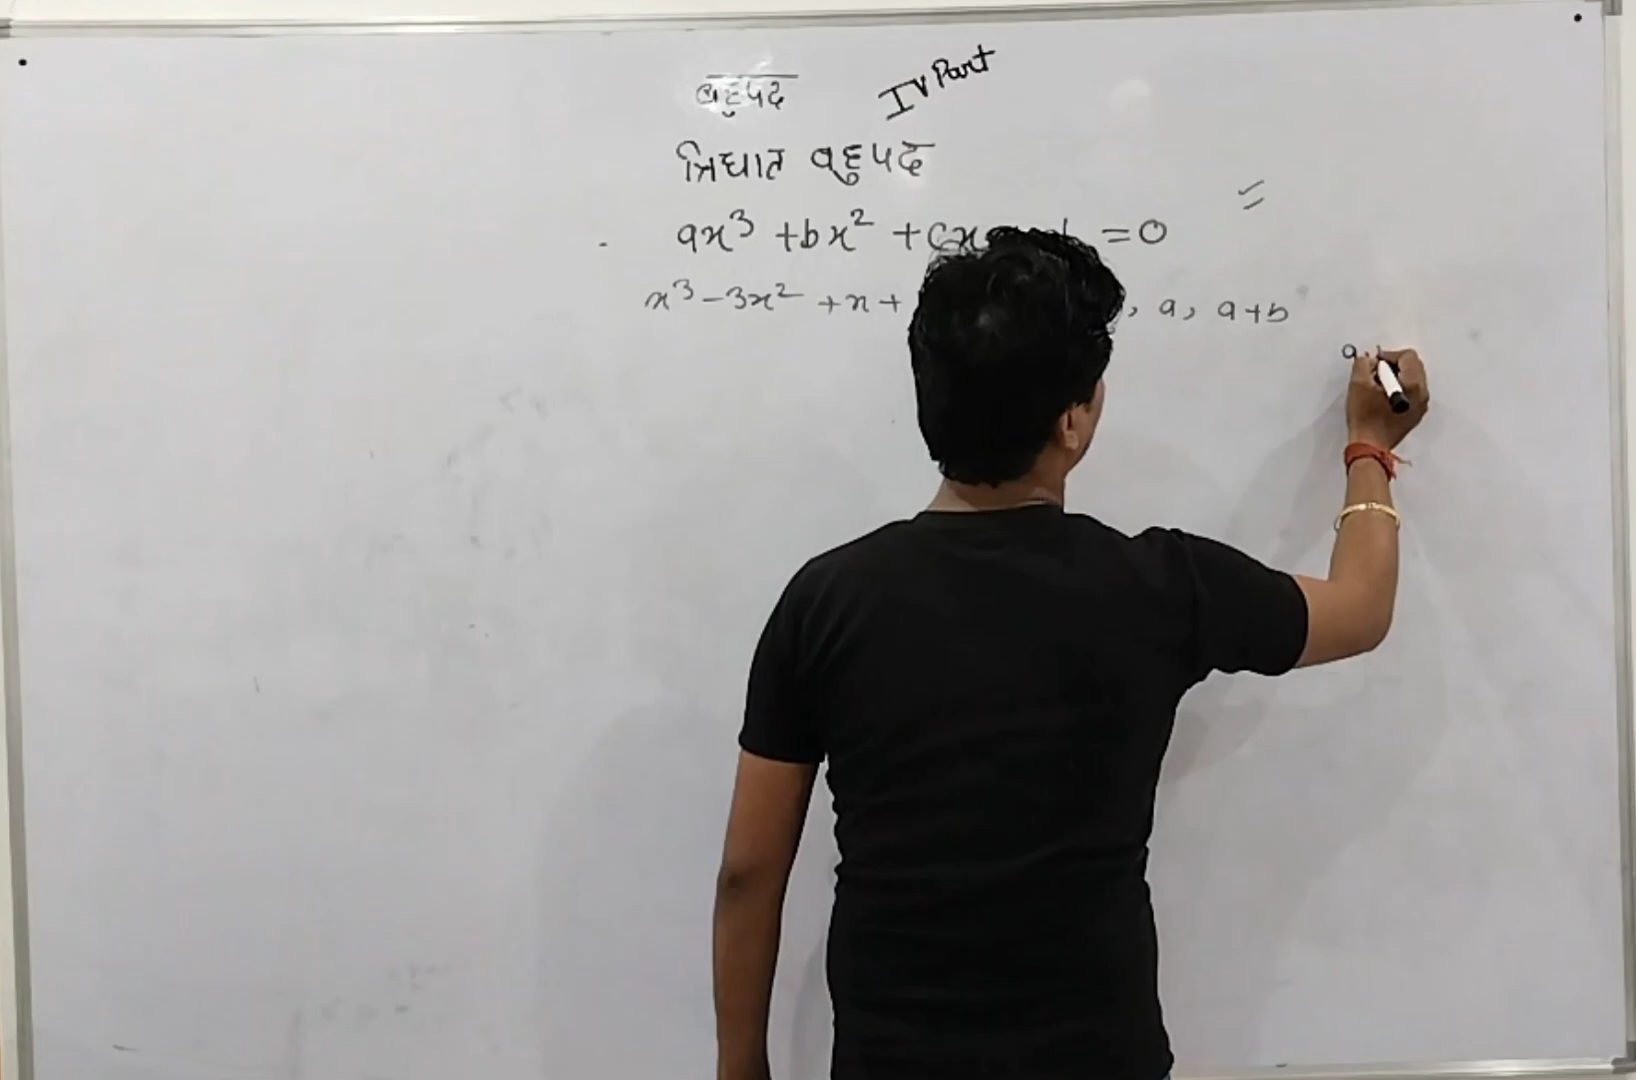 बहुपद
IV Part
त्रिघात बहुपद
ax³ + bx² + cx = 0
x³ - 3x² + x + , a, a+b
a